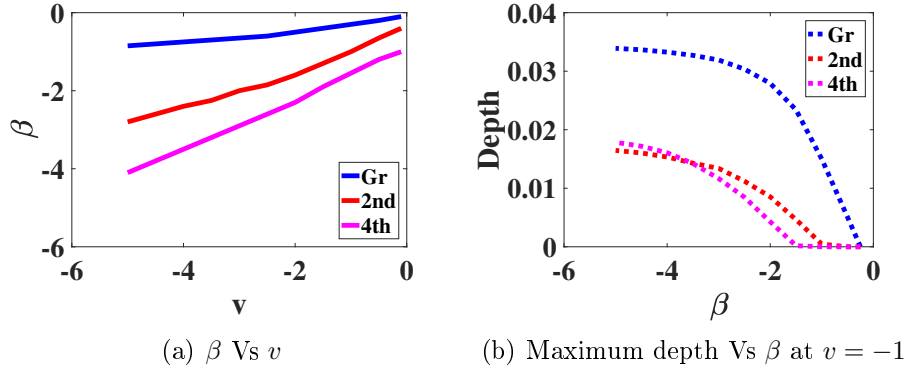 0
-2
-4
-6
β
Gr
2nd
4th
-6
-4
-2
0
v
(a) β Vs v
0.04
0.03
0.02
0.01
0
Depth
Gr
2nd
4th
-6
-4
-2
0
β
(b) Maximum depth Vs β at v = −1